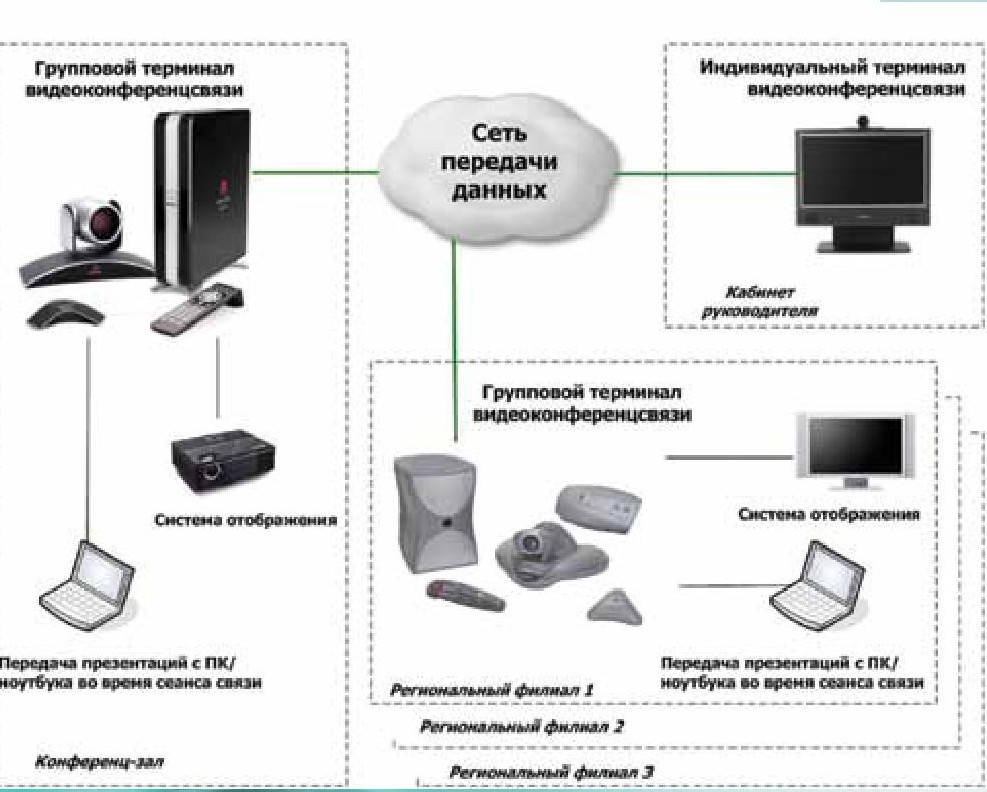 Групповой терминал
видеоконференцсвязи
Сеть
передачи
данных
Индивидуальный терминал
видеоконференцсвязи
Кабинет
руководителя
Групповой терминал
видеоконференцсвязи
Система отображения
Система отображения
Передача презентаций с ПК/
ноутбука во время сеанса связи
Передача презентаций с ПК/
ноутбука во время сеанса связи
Региональный филиал 1
Региональный филиал 2
Конференц-зал
Региональный филиал 3